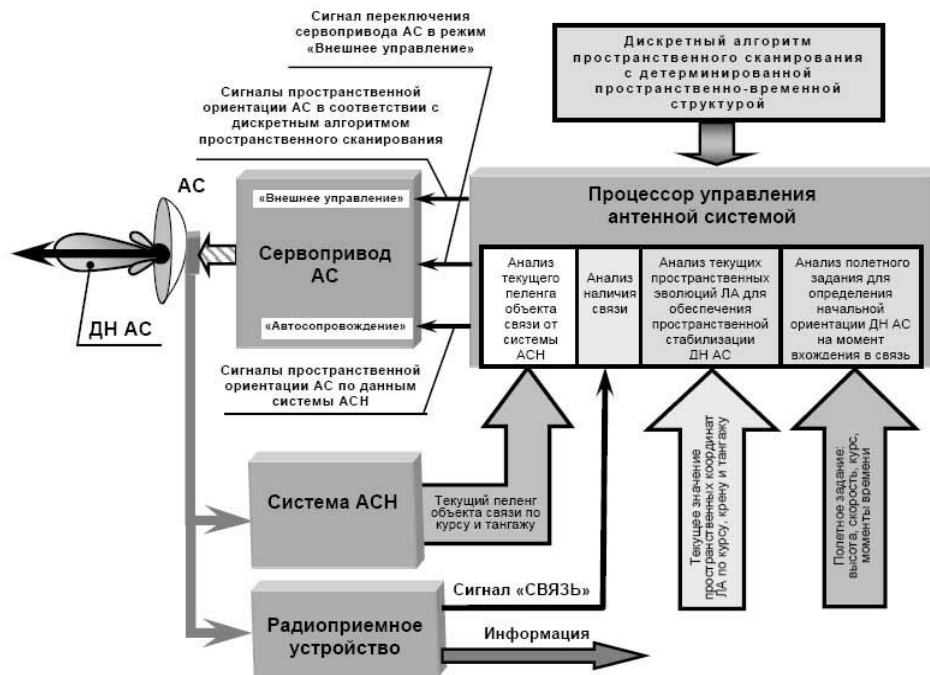 Сигнал переключения
сервопривода АС в режим
«Внешнее управление»
Сигналы пространственной
ориентации АС в соответствии с
дискретным алгоритмом
пространственного сканирования
Дискретный алгоритм
пространственного сканирования
с детерминированной
пространственно-временной
структурой
АС
ДН АС
«Внешнее управление»
Сервопривод
АС
«Автосопровождение»
Процессор управления
антенной системой
Анализ
текущего
пеленга
объекта
связи от
системы
АСН
Анализ
наличия
связи
Анализ текущих
пространственных
эволюций ЛА для
обеспечения
пространственной
стабилизации
ДН АС
Анализ полетного
задания для
определения
начальной
ориентации ДН АС
на момент
вхождения в связь
Сигналы пространственной
ориентации АС по данным
системы АСН
Система АСН
Текущий пеленг
объекта связи по
курсу и тангажу
Текущее значение
пространственных координат
ЛА по курсу, крену и тангажу
Полетное задание:
высота, скорость, курс,
моменты времени
Сигнал «СВЯЗЬ»
Радиоприемное
устройство
Информация